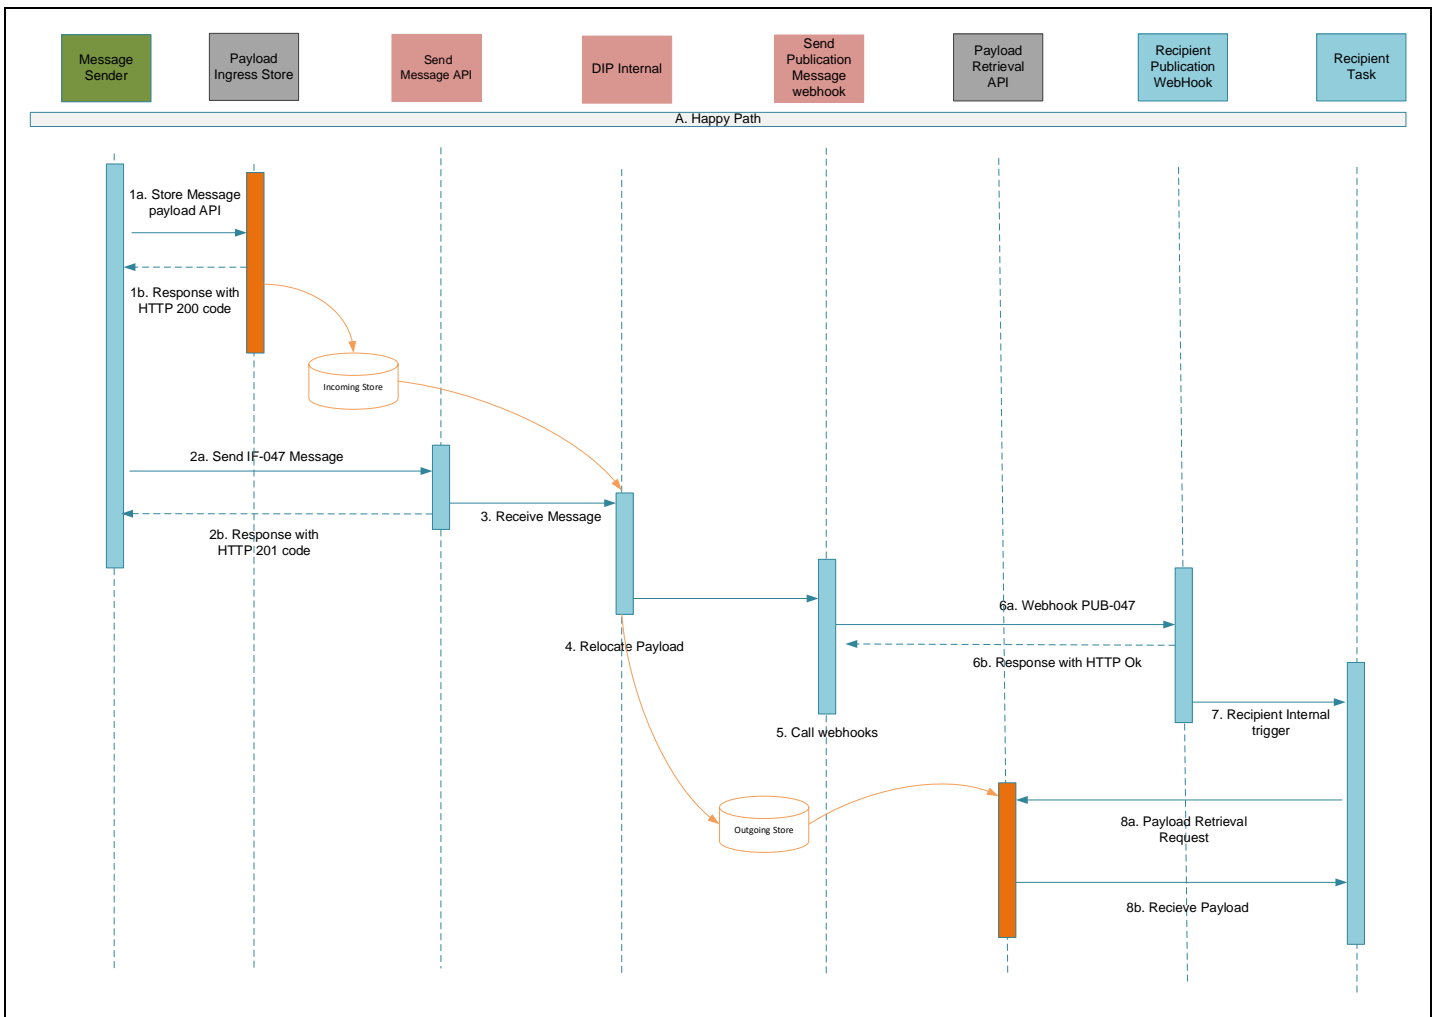 Message
Sender
Payload
Ingress Store
Send
Message API
DIP Internal
Send
Publication
Message
webhook
Payload
Retrieval
API
Recipient
Publication
WebHook
Recipient
Task
A. Happy Path
1a. Store Message
payload API
1b. Response with
HTTP 200 code
Incoming Store
2a. Send IF-047 Message
2b. Response with
HTTP 201 code
3. Receive Message
4. Relocate Payload
5. Call webhooks
6a. Webhook PUB-047
6b. Response with HTTP Ok
7. Recipient Internal
trigger
Outgoing Store
8a. Payload Retrieval
Request
8b. Recieve Payload